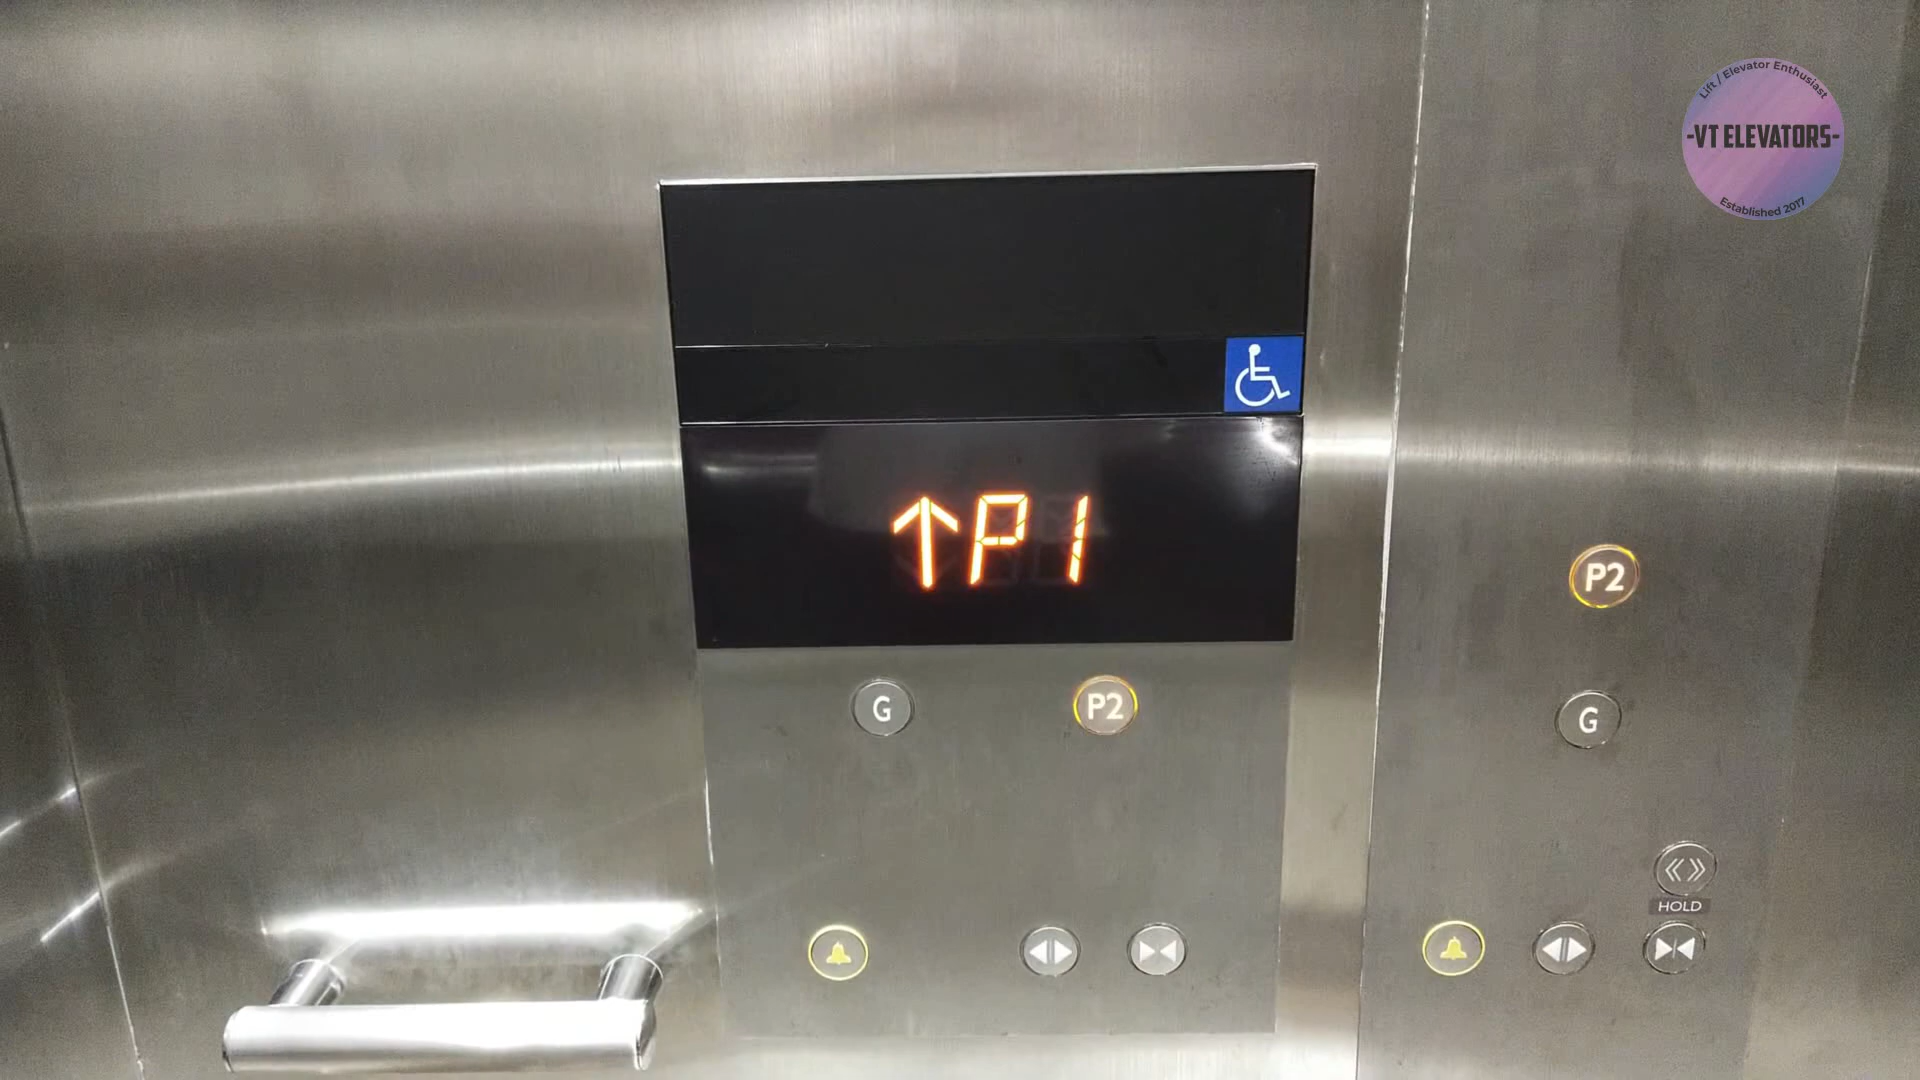 Lift / Elevator Enthusiast
-VT ELEVATORS-
Established 2017
↑P1
P2
G
P2
G
HOLD